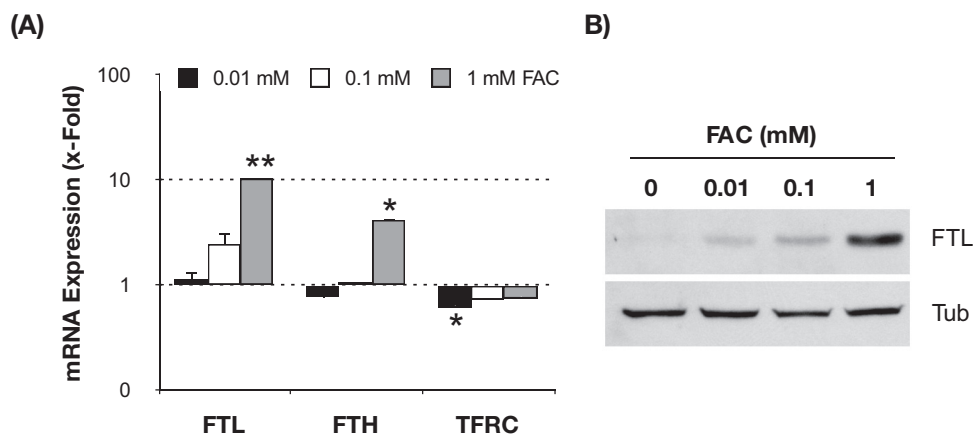 (A)
B)
100
10
1
0
mRNA Expression (x-Fold)
0.01 mM 0.1 mM 1 mM FAC
**
*
*
FTL FTH TFRC
FAC (mM)
0 0.01 0.1 1
FTL
Tub